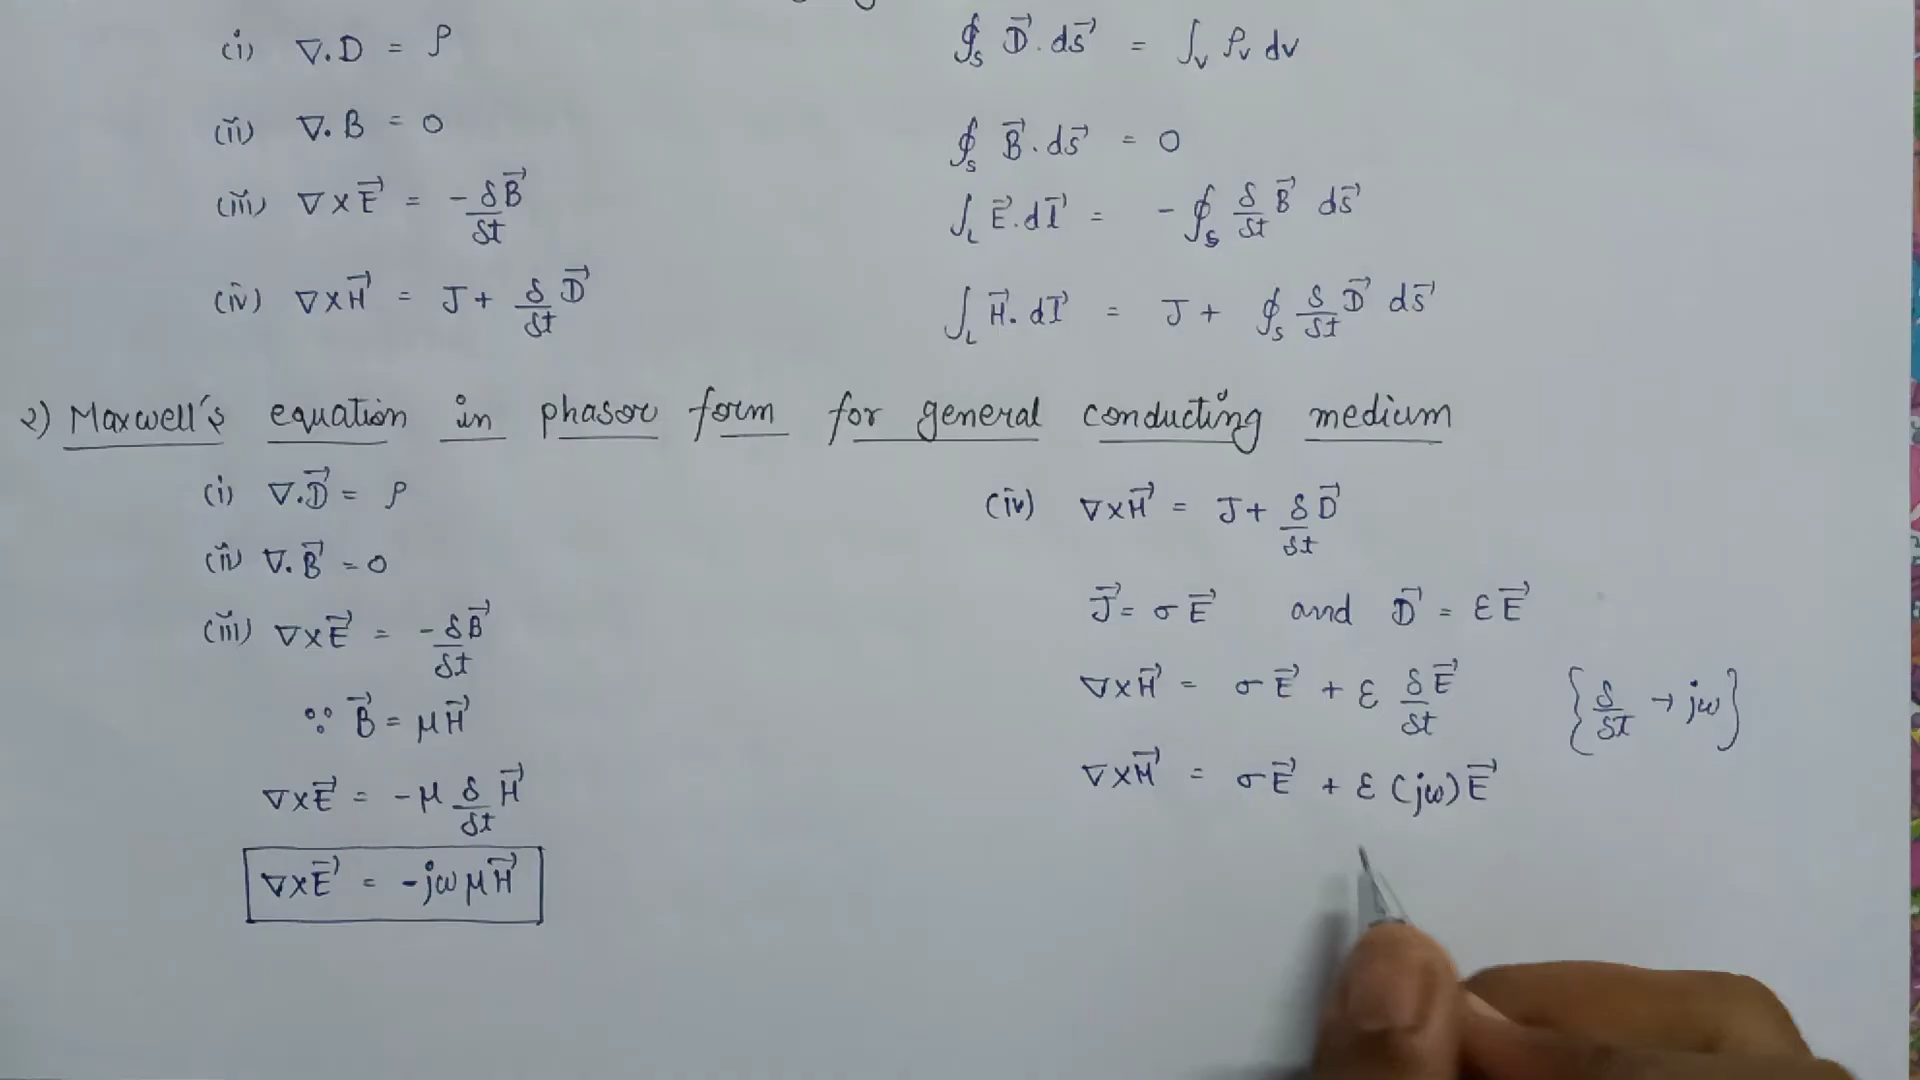 (i) ∇.D = ρ
(ii) ∇.B = 0
(iii) ∇×E⃗ = -δB⃗/δt
(iv) ∇×H⃗ = J + δ/δt D⃗
∮s D⃗.ds⃗ = ∫v ρv dv
∮s B⃗.ds⃗ = 0
∫L E⃗.dl⃗ = -∮s δ/δt B⃗ ds⃗
∫L H⃗.dl⃗ = J + ∮s δ/δt D⃗ ds⃗
2) Maxwell's equation in phasor form for general conducting medium
(i) ∇.D⃗ = ρ
(ii) ∇.B⃗ = 0
(iii) ∇×E⃗ = -δB⃗/δt
∵ B⃗ = μH⃗
∇×E⃗ = -μ δ/δt H⃗
∇×E⃗ = -jωμH⃗
(iv) ∇×H⃗ = J + δD⃗/δt
J⃗ = σE⃗ and D⃗ = εE⃗
∇×H⃗ = σE⃗ + ε δE⃗/δt {δ/δt → jω}
∇×H⃗ = σE⃗ + ε(jω)E⃗